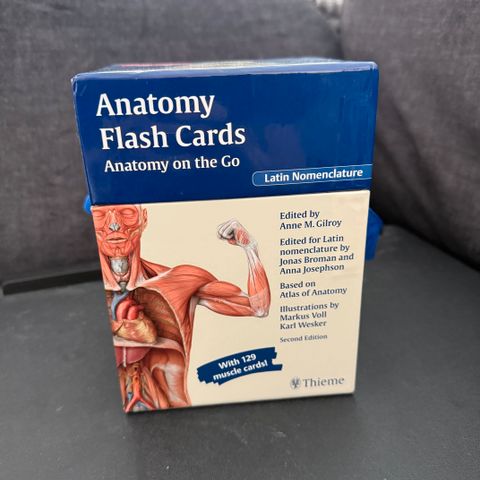 Anatomy
Flash Cards
Anatomy on the Go
Latin Nomenclature
Edited by
Anne M. Gilroy
Edited for Latin
nomenclature by
Jonas Broman and
Anna Josephson
Based on
Atlas of Anatomy
Illustrations by
Markus Voll
Karl Wesker
Second Edition
With 129
muscle cards!
Thieme